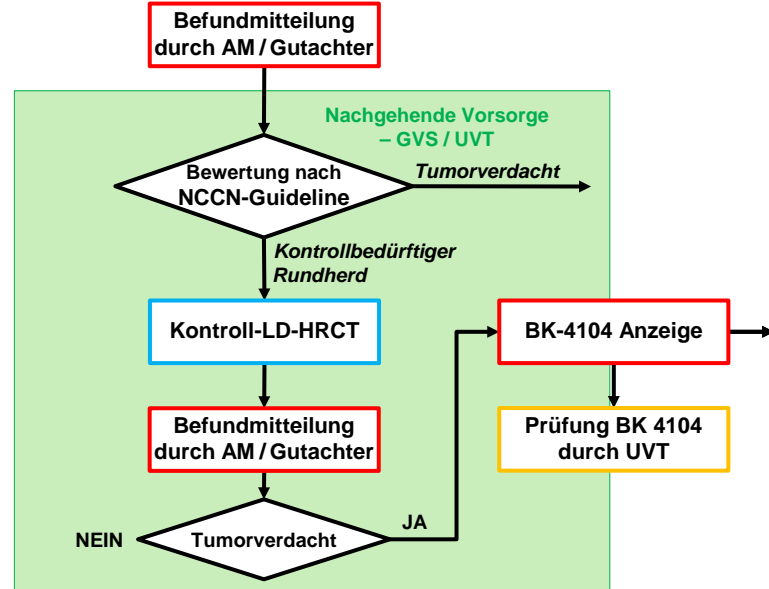 Befundmitteilung
durch AM / Gutachter
Nachgehende Vorsorge
– GVS / UVT
Bewertung nach
NCCN-Guideline
Tumorverdacht
Kontrollbedürftiger
Rundherd
Kontroll-LD-HRCT
BK-4104 Anzeige
Befundmitteilung
durch AM / Gutachter
Prüfung BK 4104
durch UVT
NEIN
Tumorverdacht
JA